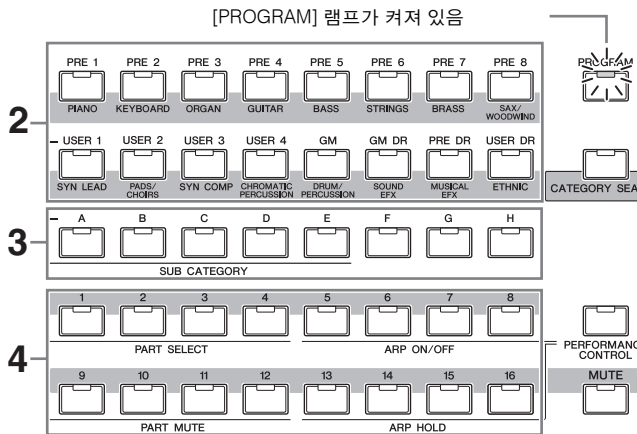 [PROGRAM] 램프가 켜져 있음
PRE 1 PRE 2 PRE 3 PRE 4 PRE 5 PRE 6 PRE 7 PRE 8 PROGRAM
PIANO KEYBOARD ORGAN GUITAR BASS STRINGS BRASS SAX/
WOODWIND
2
USER 1 USER 2 USER 3 USER 4 GM GM DR PRE DR USER DR
SYN LEAD PADS/ SYN COMP CHROMATIC DRUM/ SOUND MUSICAL ETHNIC CATEGORY SEA
CHOIRS PERCUSSION PERCUSSION EFX EFX
A B C D E F G H
3
SUB CATEGORY
1 2 3 4 5 6 7 8
PART SELECT ARP ON/OFF PERFORMANC
CONTROL
4
9 10 11 12 13 14 15 16 MUTE
PART MUTE ARP HOLD